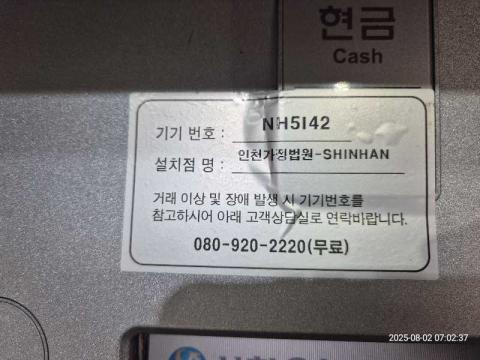 현금
Cash
기기 번호 : NH5142
설치점 명 : 인천가정법원-SHINHAN
거래 이상 및 장애 발생 시 기기번호를
참고하시어 아래 고객상담실로 연락바랍니다.
080-920-2220(무료)
2025-08-02 07:02:37